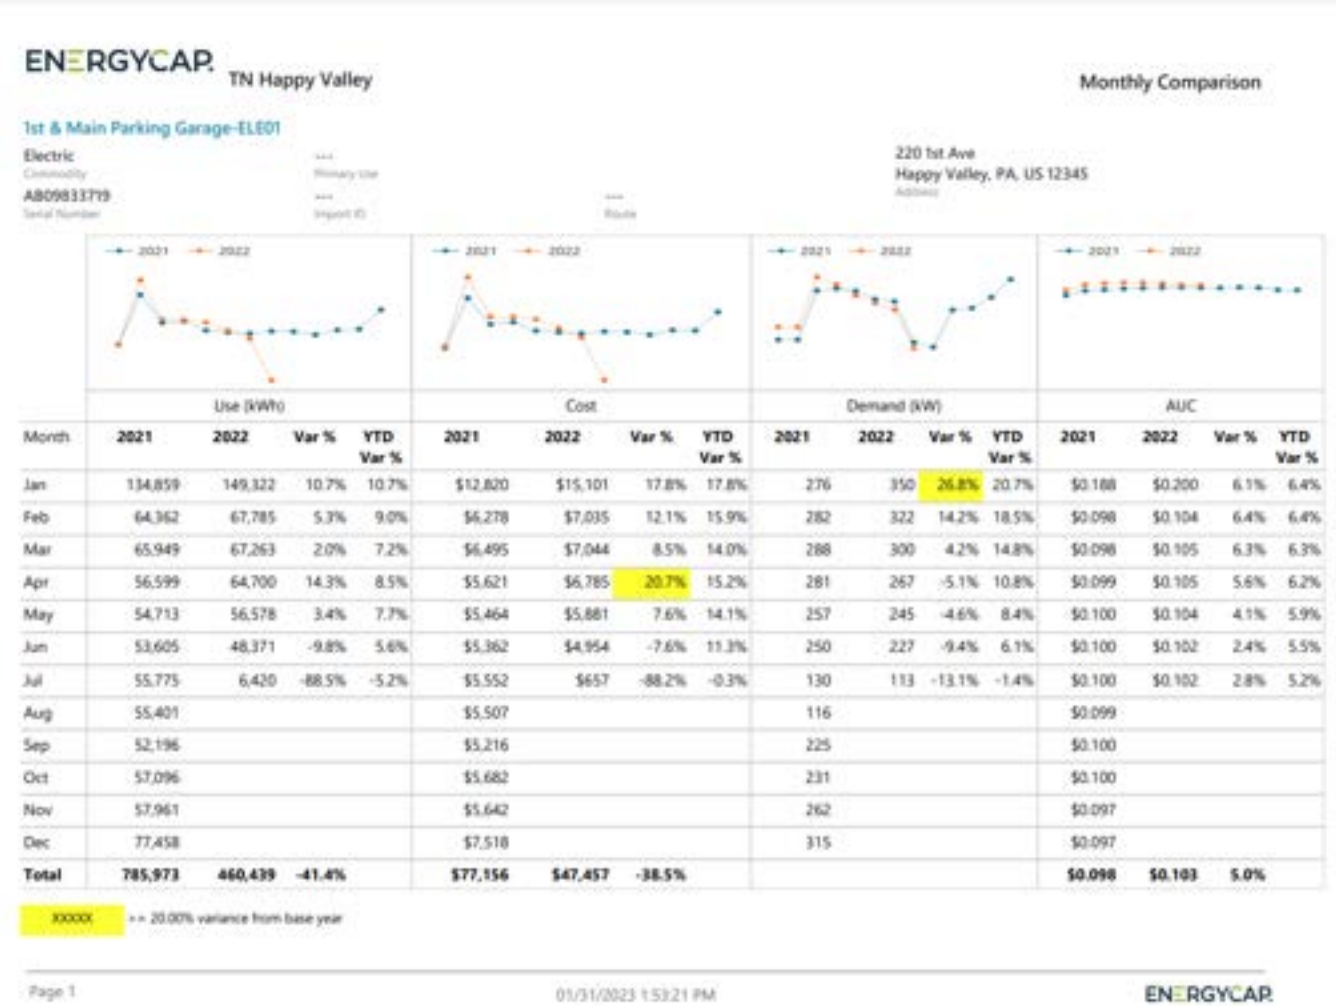 ENERGYCAP. TN Happy Valley Monthly Comparison
1st & Main Parking Garage-ELE01
Electric --- 220 1st Ave
Commodity Primary Use Happy Valley, PA, US 12345
AB09833719 --- --- Address
Serial Number Import ID Route
2021 2022 2021 2022 2021 2022 2021 2022
Use (kWh) Cost Demand (kW) AUC
Month 2021 2022 Var % YTD Var % 2021 2022 Var % YTD Var % 2021 2022 Var % YTD Var % 2021 2022 Var % YTD Var %
Jan 134,859 149,322 10.7% 10.7% $12,820 $15,101 17.8% 17.8% 276 350 26.8% 20.7% $0.188 $0.200 6.1% 6.4%
Feb 64,362 67,785 5.3% 9.0% $6,278 $7,035 12.1% 15.9% 282 322 14.2% 18.5% $0.098 $0.104 6.4% 6.4%
Mar 65,949 67,263 2.0% 7.2% $6,495 $7,044 8.5% 14.0% 288 300 4.2% 14.8% $0.098 $0.105 6.3% 6.3%
Apr 56,599 64,700 14.3% 8.5% $5,621 $6,785 20.7% 15.2% 281 267 -5.1% 10.8% $0.099 $0.105 5.6% 6.2%
May 54,713 56,578 3.4% 7.7% $5,464 $5,881 7.6% 14.1% 257 245 -4.6% 8.4% $0.100 $0.104 4.1% 5.9%
Jun 53,605 48,371 -9.8% 5.6% $5,362 $4,954 -7.6% 11.3% 250 227 -9.4% 6.1% $0.100 $0.102 2.4% 5.5%
Jul 55,775 6,420 -88.5% -5.2% $5,552 $657 -88.2% -0.3% 130 113 -13.1% -1.4% $0.100 $0.102 2.8% 5.2%
Aug 55,401 $5,507 116 $0.099
Sep 52,196 $5,216 225 $0.100
Oct 57,096 $5,682 231 $0.100
Nov 57,961 $5,642 262 $0.097
Dec 77,458 $7,518 315 $0.097
Total 785,973 460,439 -41.4% $77,156 $47,457 -38.5% $0.098 $0.103 5.0%
XXXXX 20.00% variance from base year
Page 1 01/31/2023 1:53:21 PM ENERGYCAP.